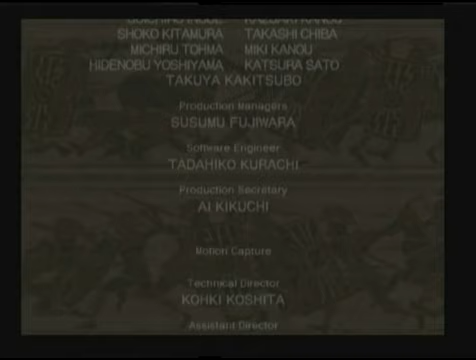 SHOKO KITAMURA TAKASHI CHIBA
MICHIRU TOHMA MIKI KANOU
HIDENOBU YOSHIYAMA KATSURA SATO
TAKUYA KAKITSUBO
Production Managers
SUSUMU FUJIWARA
Software Engineer
TADAHIKO KURACHI
Production Secretary
AI KIKUCHI
Motion Capture
Technical Director
KOHKI KOSHITA
Assistant Director